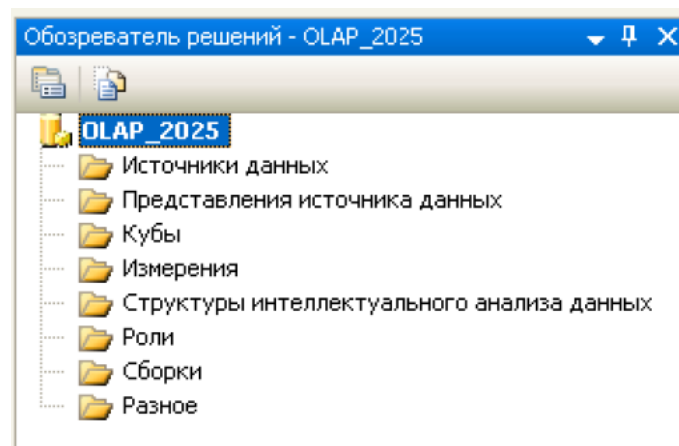 Обозреватель решений - OLAP_2025
OLAP_2025
Источники данных
Представления источника данных
Кубы
Измерения
Структуры интеллектуального анализа данных
Роли
Сборки
Разное